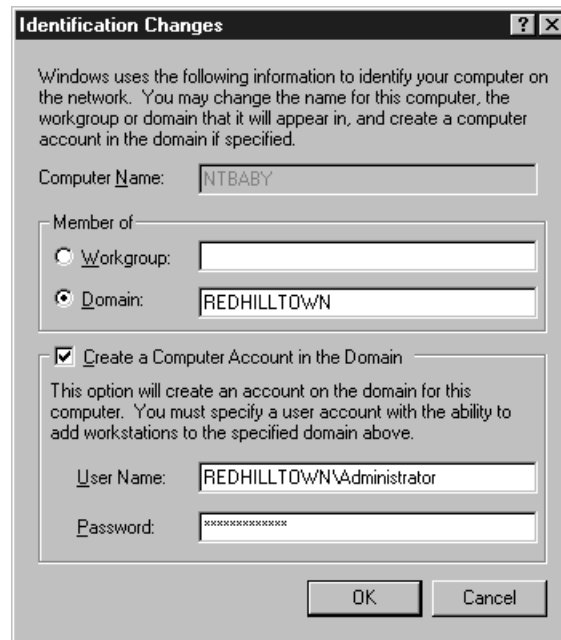 Identification Changes
Windows uses the following information to identify your computer on
the network. You may change the name for this computer, the
workgroup or domain that it will appear in, and create a computer
account in the domain if specified.
Computer Name: NTBABY
Member of
Workgroup:
Domain: REDHILLTOWN
Create a Computer Account in the Domain
This option will create an account on the domain for this
computer. You must specify a user account with the ability to
add workstations to the specified domain above.
User Name: REDHILLTOWN\Administrator
Password: *************
OK Cancel